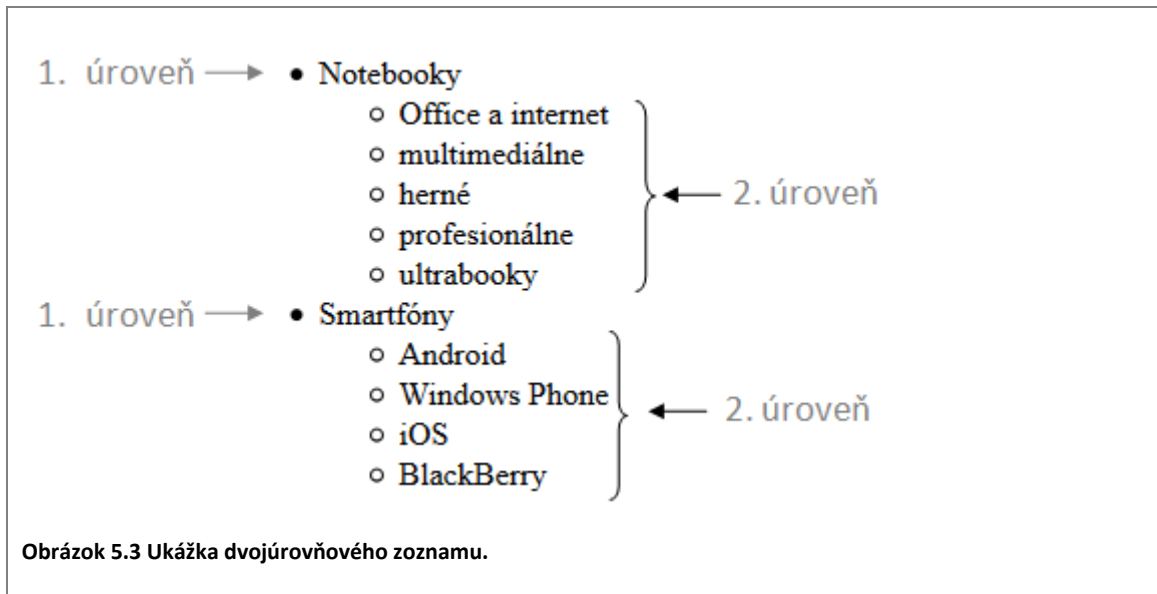 1. úroveň • Notebooky
○ Office a internet
○ multimediálne
○ herné 2. úroveň
○ profesionálne
○ ultrabooky
1. úroveň • Smartfóny
○ Android
○ Windows Phone 2. úroveň
○ iOS
○ BlackBerry
Obrázok 5.3 Ukážka dvojúrovňového zoznamu.